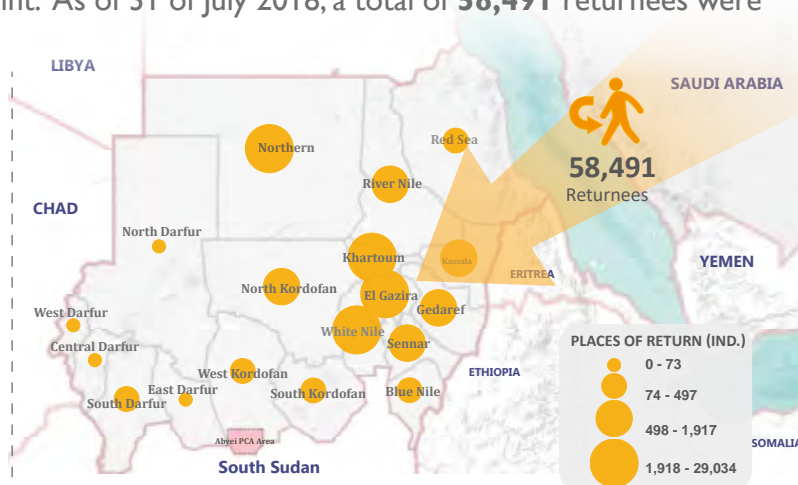 int. As of 31 of July 2018, a total of 58,491 returnees were
LIBYA
SAUDI ARABIA
Red Sea
Northern
58,491
Returnees
River Nile
CHAD
North Darfur
Khartoum
Kassala
YEMEN
ERITREA
North Kordofan
El Gazira
Gedaref
West Darfur
White Nile
Sennar
Central Darfur
PLACES OF RETURN (IND.)
0 - 73
74 - 497
498 - 1,917
1,918 - 29,034
ETHIOPIA
West Kordofan
East Darfur
South Kordofan
Blue Nile
South Darfur
Abyei PCA Area
SOMALIA
South Sudan